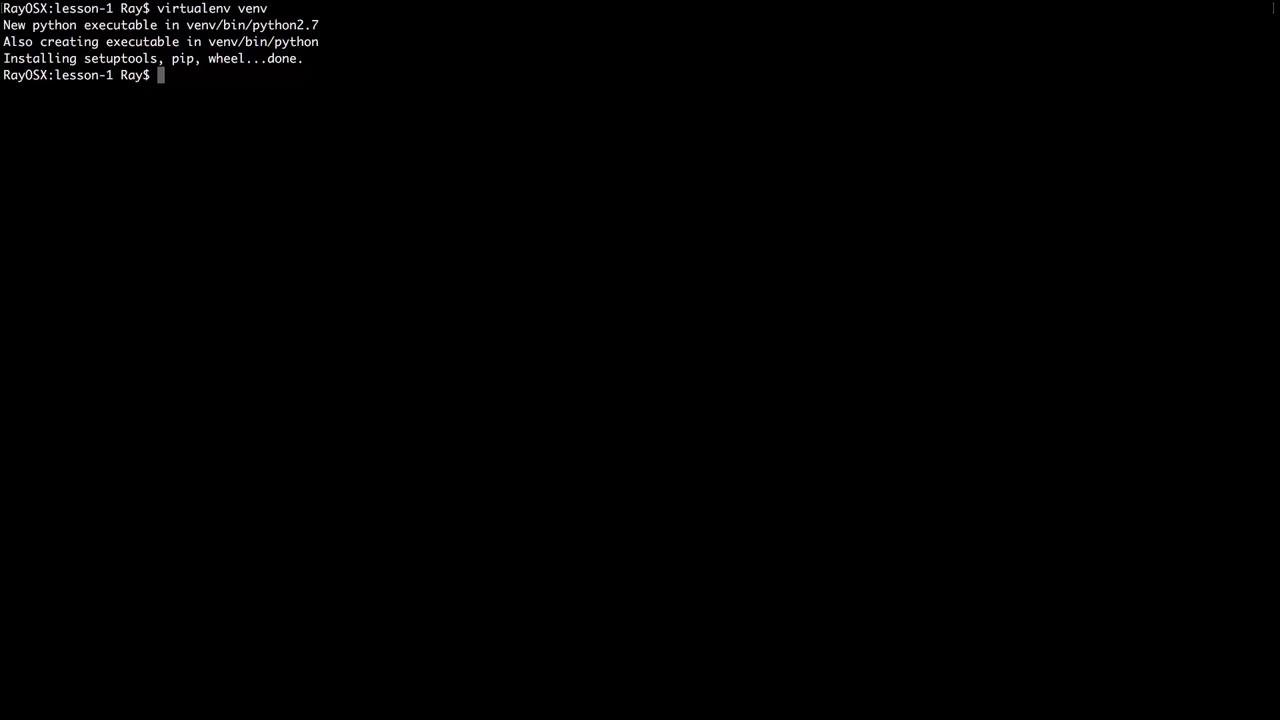 RayOSX:lesson-1 Ray$ virtualenv venv
New python executable in venv/bin/python2.7
Also creating executable in venv/bin/python
Installing setuptools, pip, wheel...done.
RayOSX:lesson-1 Ray$